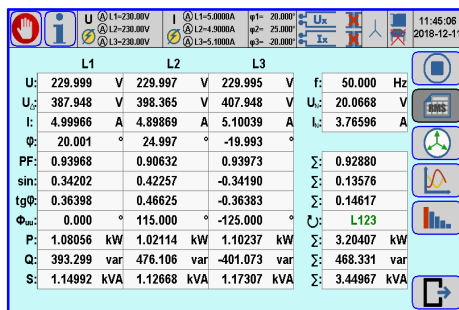 U Ⓐ L1=230.00V I Ⓐ L1=5.0000A φ1= 20.000° Ux 11:45:06
Ⓐ L2=230.00V Ⓐ L2=4.9000A φ2= 25.000° 2018-12-11
Ⓐ L3=230.00V Ⓐ L3=5.1000A φ3= -20.000° Ix
L1 L2 L3
U: 229.999 V 229.997 V 229.995 V f: 50.000 Hz
U△: 387.948 V 398.365 V 407.948 V 20.0668 V
I: 4.99966 A 4.89869 A 5.10039 A 3.76596 A
φ: 20.001 ° 24.997 ° -19.993 °
PF: 0.93968 0.90632 0.93973 Σ: 0.92880
sin: 0.34202 0.42257 -0.34190 Σ: 0.13576
tgφ: 0.36398 0.46625 -0.36383 Σ: 0.14617
Φuu: 0.000 ° 115.000 ° -125.000 ° ↻: L123
P: 1.08056 kW 1.02114 kW 1.10237 kW Σ: 3.20407 kW
Q: 393.299 var 476.106 var -401.073 var Σ: 468.331 var
S: 1.14992 kVA 1.12668 kVA 1.17307 kVA Σ: 3.44967 kVA
RMS